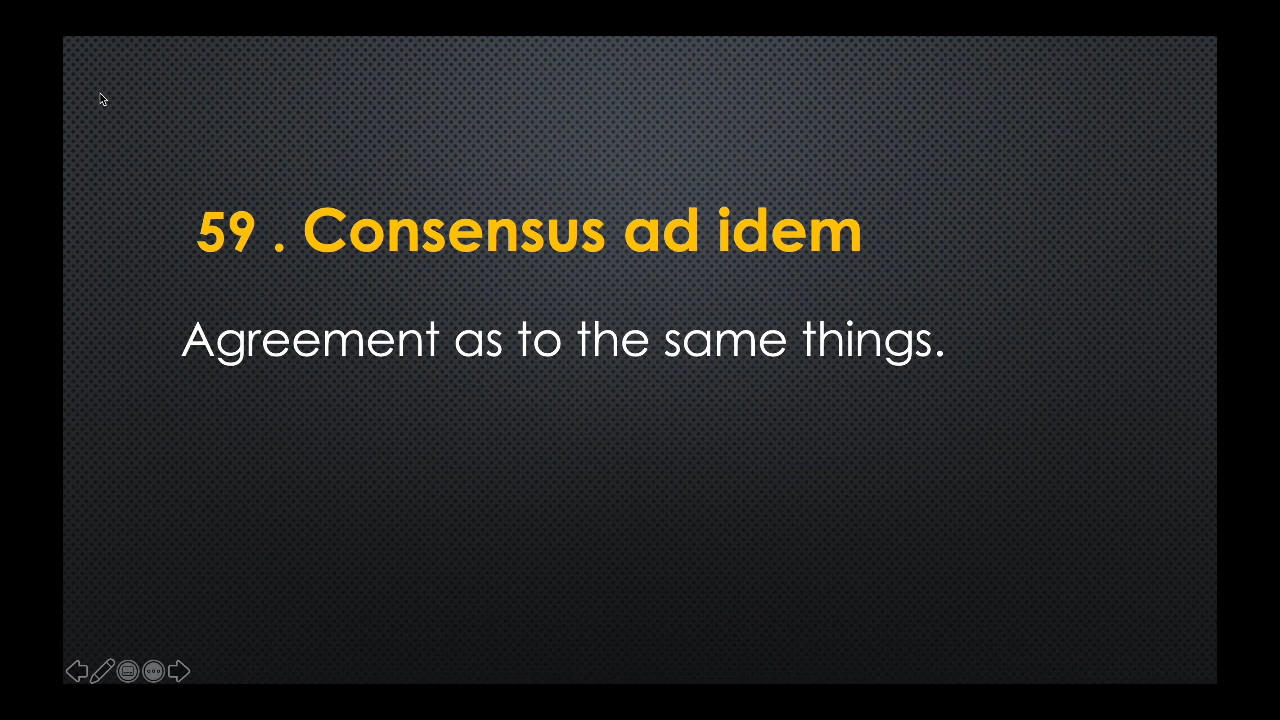 59 . Consensus ad idem
Agreement as to the same things.